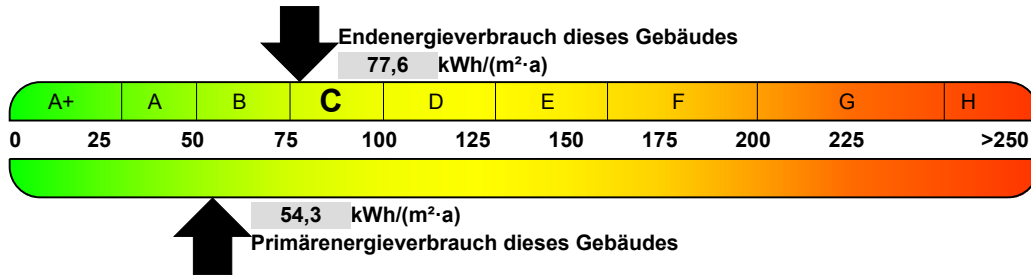 Endenergieverbrauch dieses Gebäudes
77,6 kWh/(m²·a)
A+ A B C D E F G H
0 25 50 75 100 125 150 175 200 225 >250
54,3 kWh/(m²·a)
Primärenergieverbrauch dieses Gebäudes